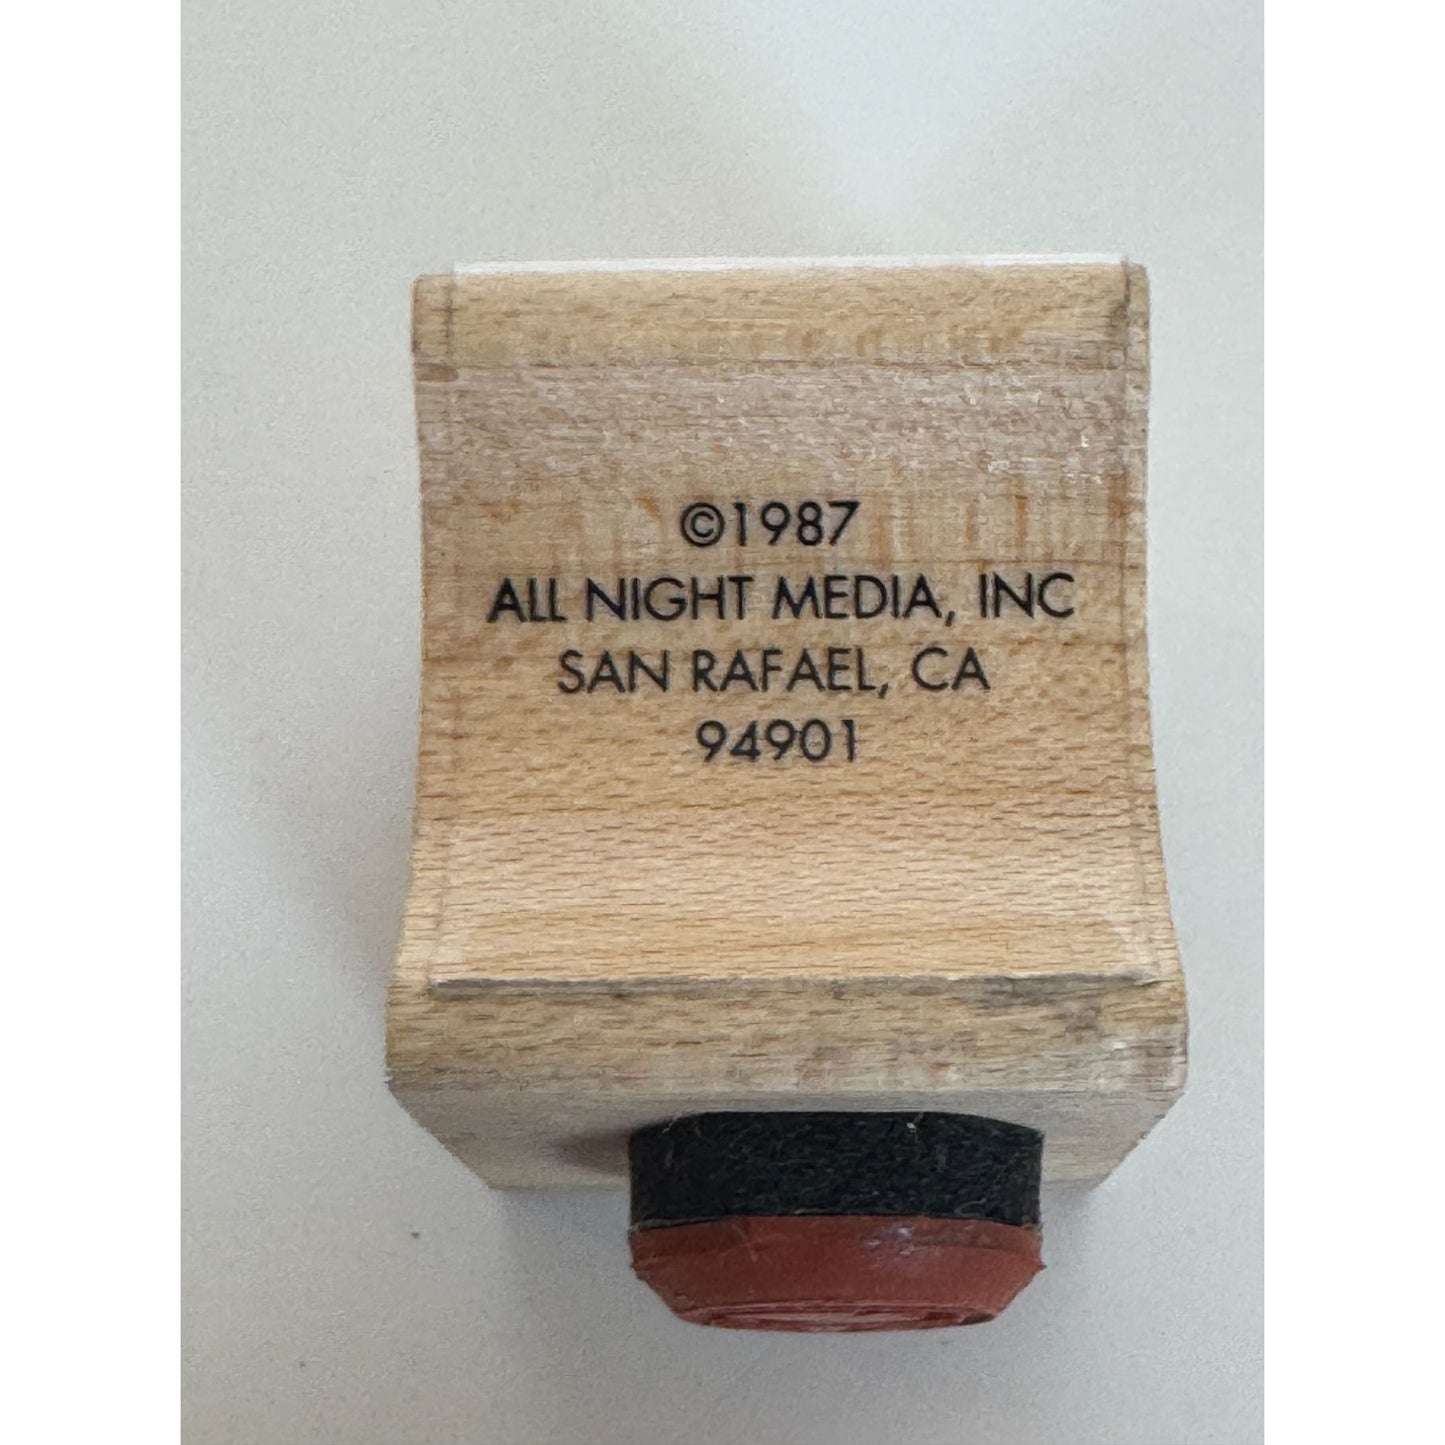 ©1987
ALL NIGHT MEDIA, INC
SAN RAFAEL, CA
94901